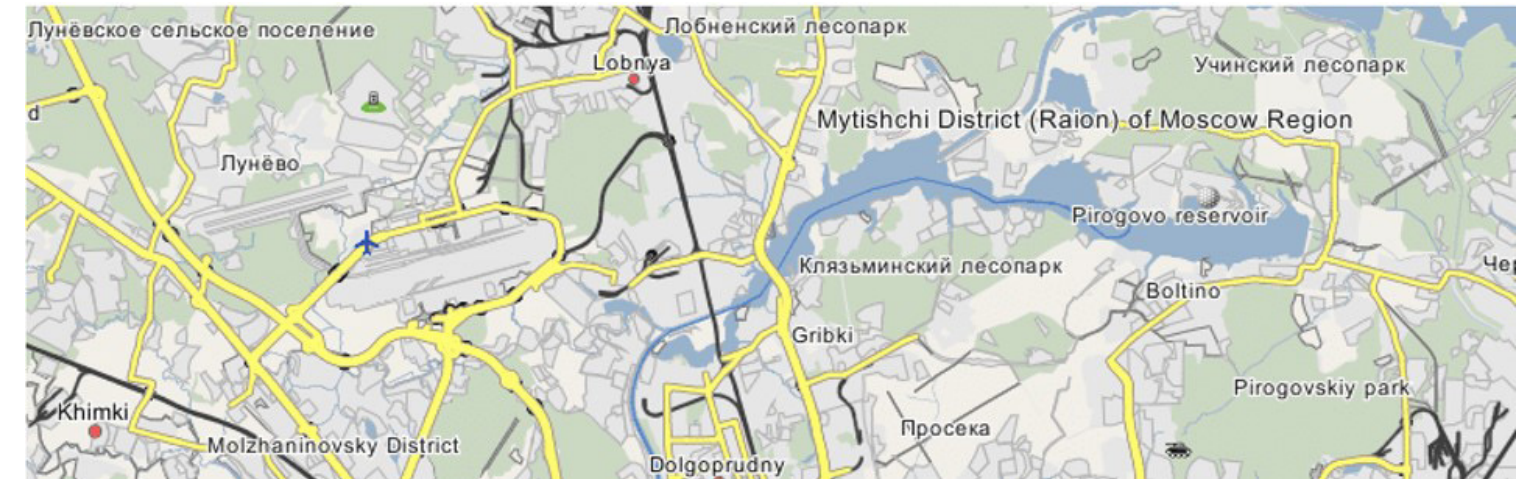 Лунёвское сельское поселение
Лобненский лесопарк
Lobnya
Учинский лесопарк
d
Mytishchi District (Raion) of Moscow Region
Лунёво
Pirogovo reservoir
Клязьминский лесопарк
Чер
Boltino
Gribki
Pirogovskiy park
Khimki
Просека
Molzhaninovsky District
Dolgoprudny